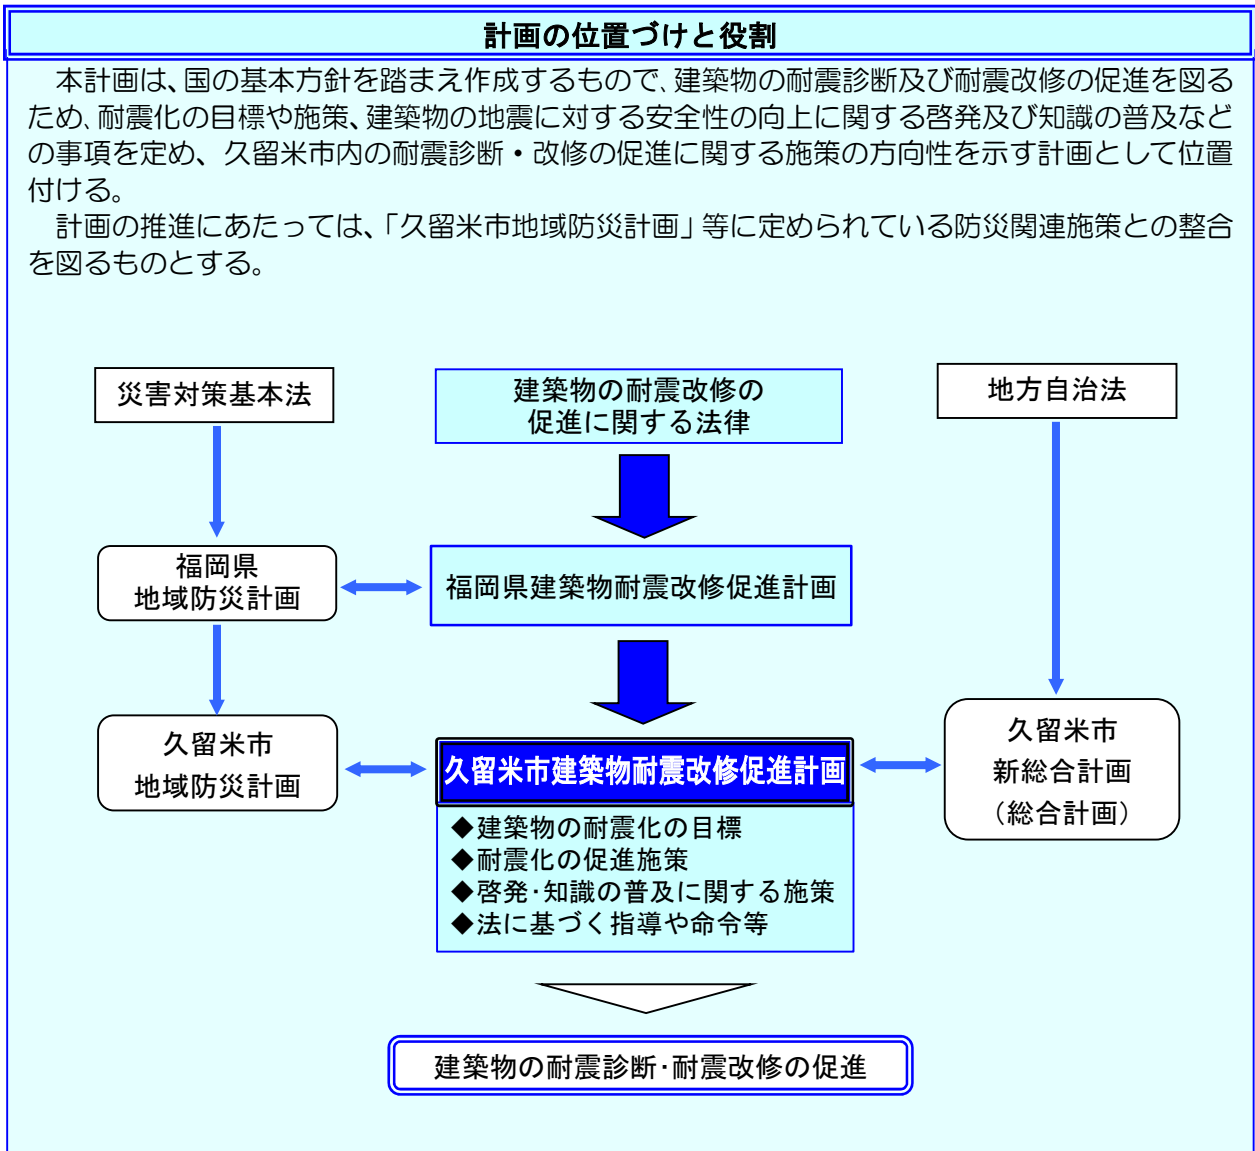 計画の位置づけと役割
本計画は、国の基本方針を踏まえ作成するもので、建築物の耐震診断及び耐震改修の促進を図る
ため、耐震化の目標や施策、建築物の地震に対する安全性の向上に関する啓発及び知識の普及など
の事項を定め、久留米市内の耐震診断・改修の促進に関する施策の方向性を示す計画として位置
付ける。
計画の推進にあたっては、「久留米市地域防災計画」等に定められている防災関連施策との整合
を図るものとする。
災害対策基本法
建築物の耐震改修の
促進に関する法律
地方自治法
福岡県
地域防災計画
福岡県建築物耐震改修促進計画
久留米市
地域防災計画
久留米市建築物耐震改修促進計画
久留米市
新総合計画
（総合計画）
◆建築物の耐震化の目標
◆耐震化の促進施策
◆啓発・知識の普及に関する施策
◆法に基づく指導や命令等
建築物の耐震診断・耐震改修の促進